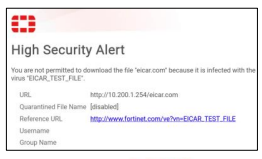 High Security Alert
You are not permitted to download the file "eicar.com" because it is infected with the
virus "EICAR_TEST_FILE".
URL http://10.200.1.254/eicar.com
Quarantined File Name [disabled]
Reference URL http://www.fortinet.com/ve?vn=EICAR_TEST_FILE
Username
Group Name